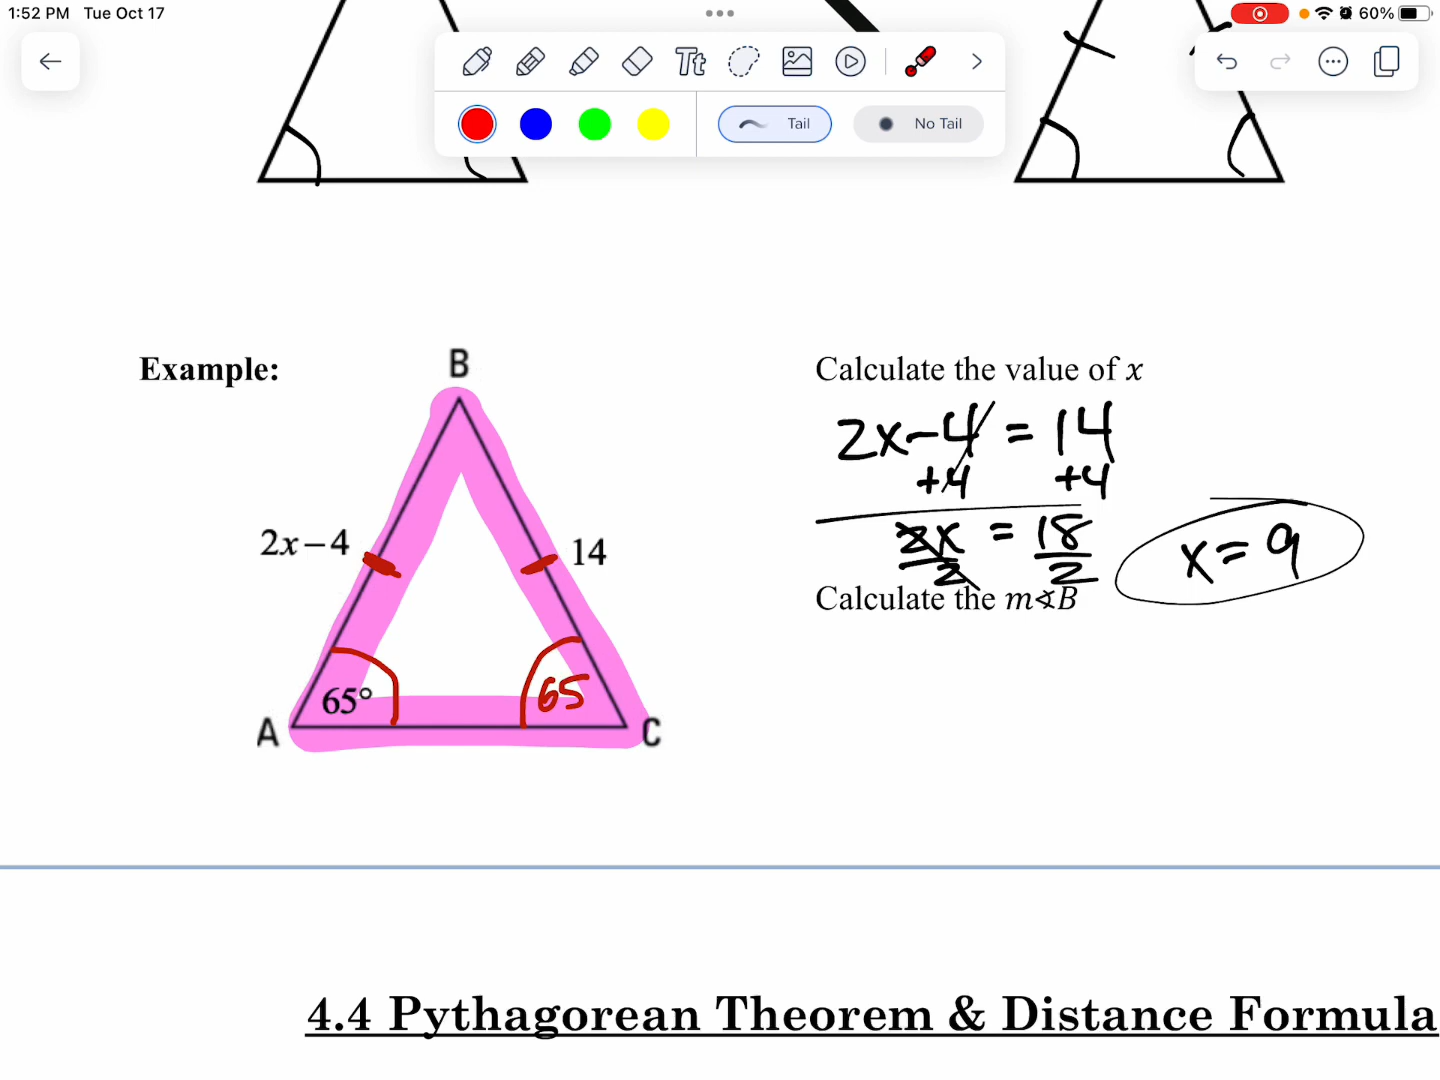 1:52 PM Tue Oct 17
60%
Tt
Tail
No Tail
Example:
B
2x−4
14
65°
65
A
C
Calculate the value of x
2x−4 = 14
+4 +4
2x = 18
2 2
x = 9
Calculate the m∢B
4.4 Pythagorean Theorem & Distance Formula